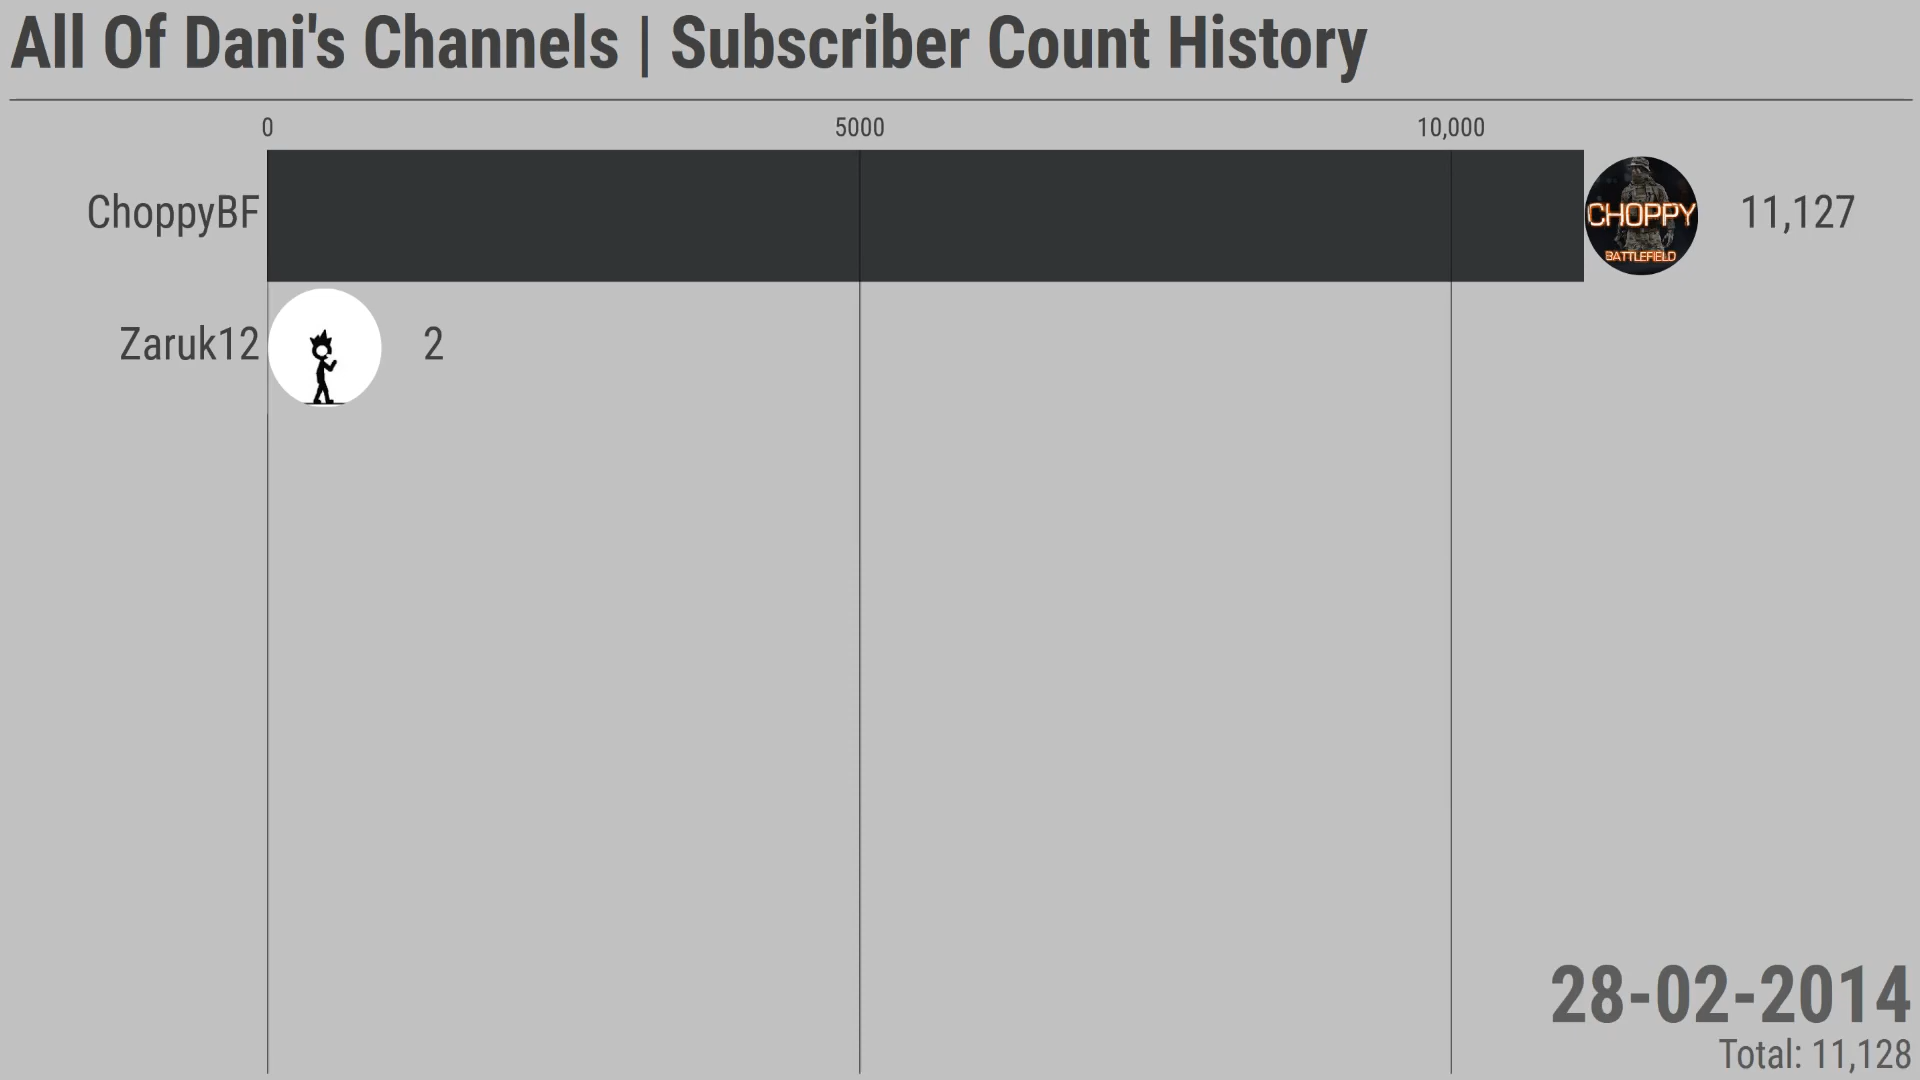 All Of Dani's Channels | Subscriber Count History
0 5000 10,000
ChoppyBF CHOPPY BATTLEFIELD 11,127
Zaruk12 2
28-02-2014
Total: 11,128